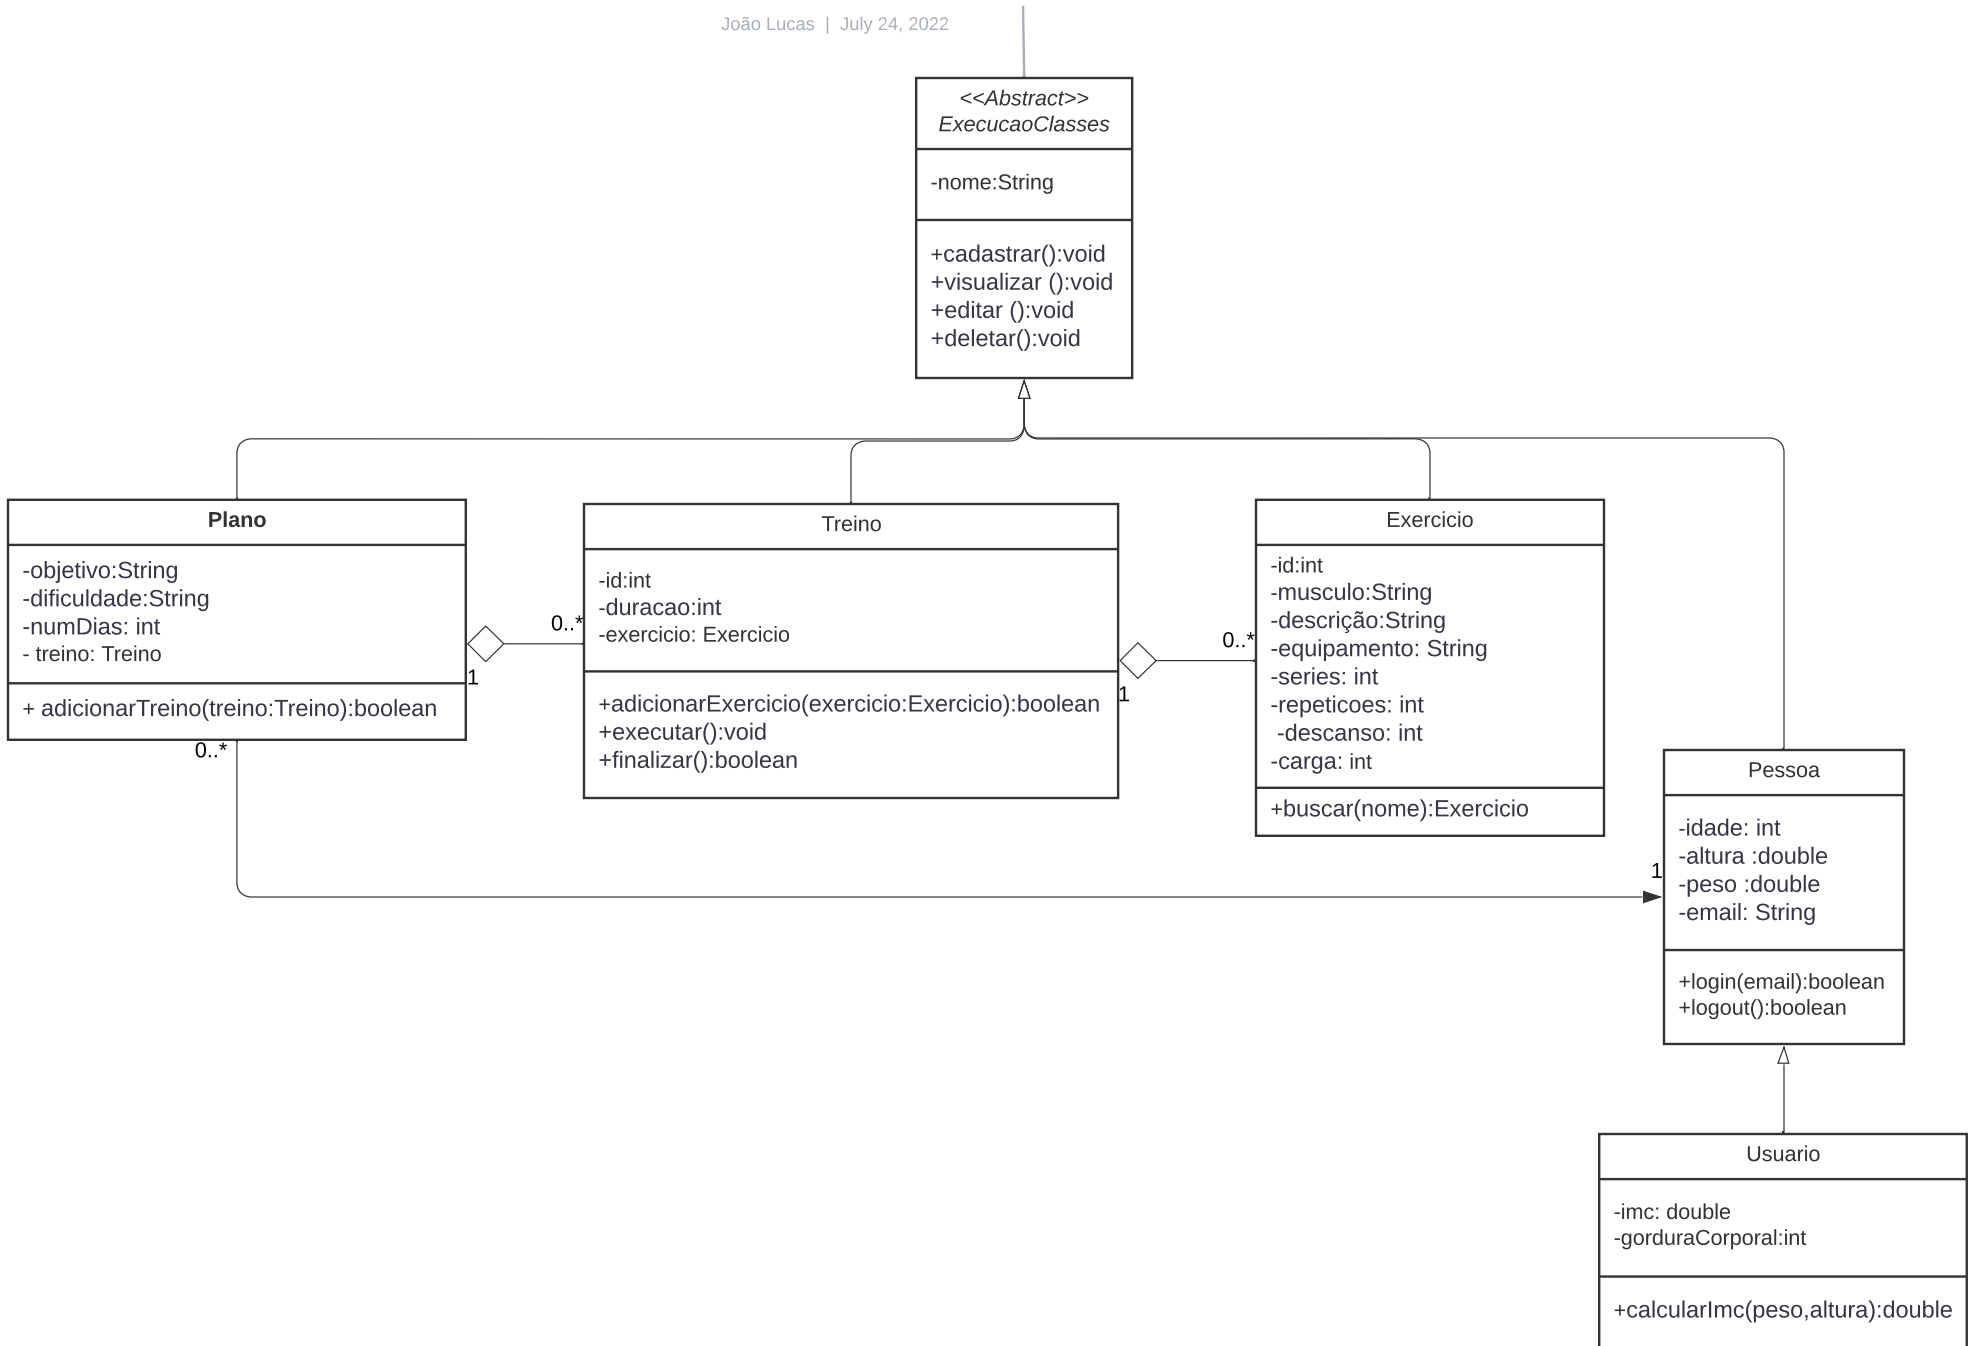 João Lucas | July 24, 2022
<<Abstract>>
ExecucaoClasses
-nome:String
+cadastrar():void
+visualizar ():void
+editar ():void
+deletar():void
Plano
-objetivo:String
-dificuldade:String
-numDias: int
- treino: Treino
+ adicionarTreino(treino:Treino):boolean
0..*
1
0..*
Treino
-id:int
-duracao:int
-exercicio: Exercicio
+adicionarExercicio(exercicio:Exercicio):boolean
+executar():void
+finalizar():boolean
0..*
1
Exercicio
-id:int
-musculo:String
-descrição:String
-equipamento: String
-series: int
-repeticoes: int
-descanso: int
-carga: int
+buscar(nome):Exercicio
1
Pessoa
-idade: int
-altura :double
-peso :double
-email: String
+login(email):boolean
+logout():boolean
Usuario
-imc: double
-gorduraCorporal:int
+calcularImc(peso,altura):double